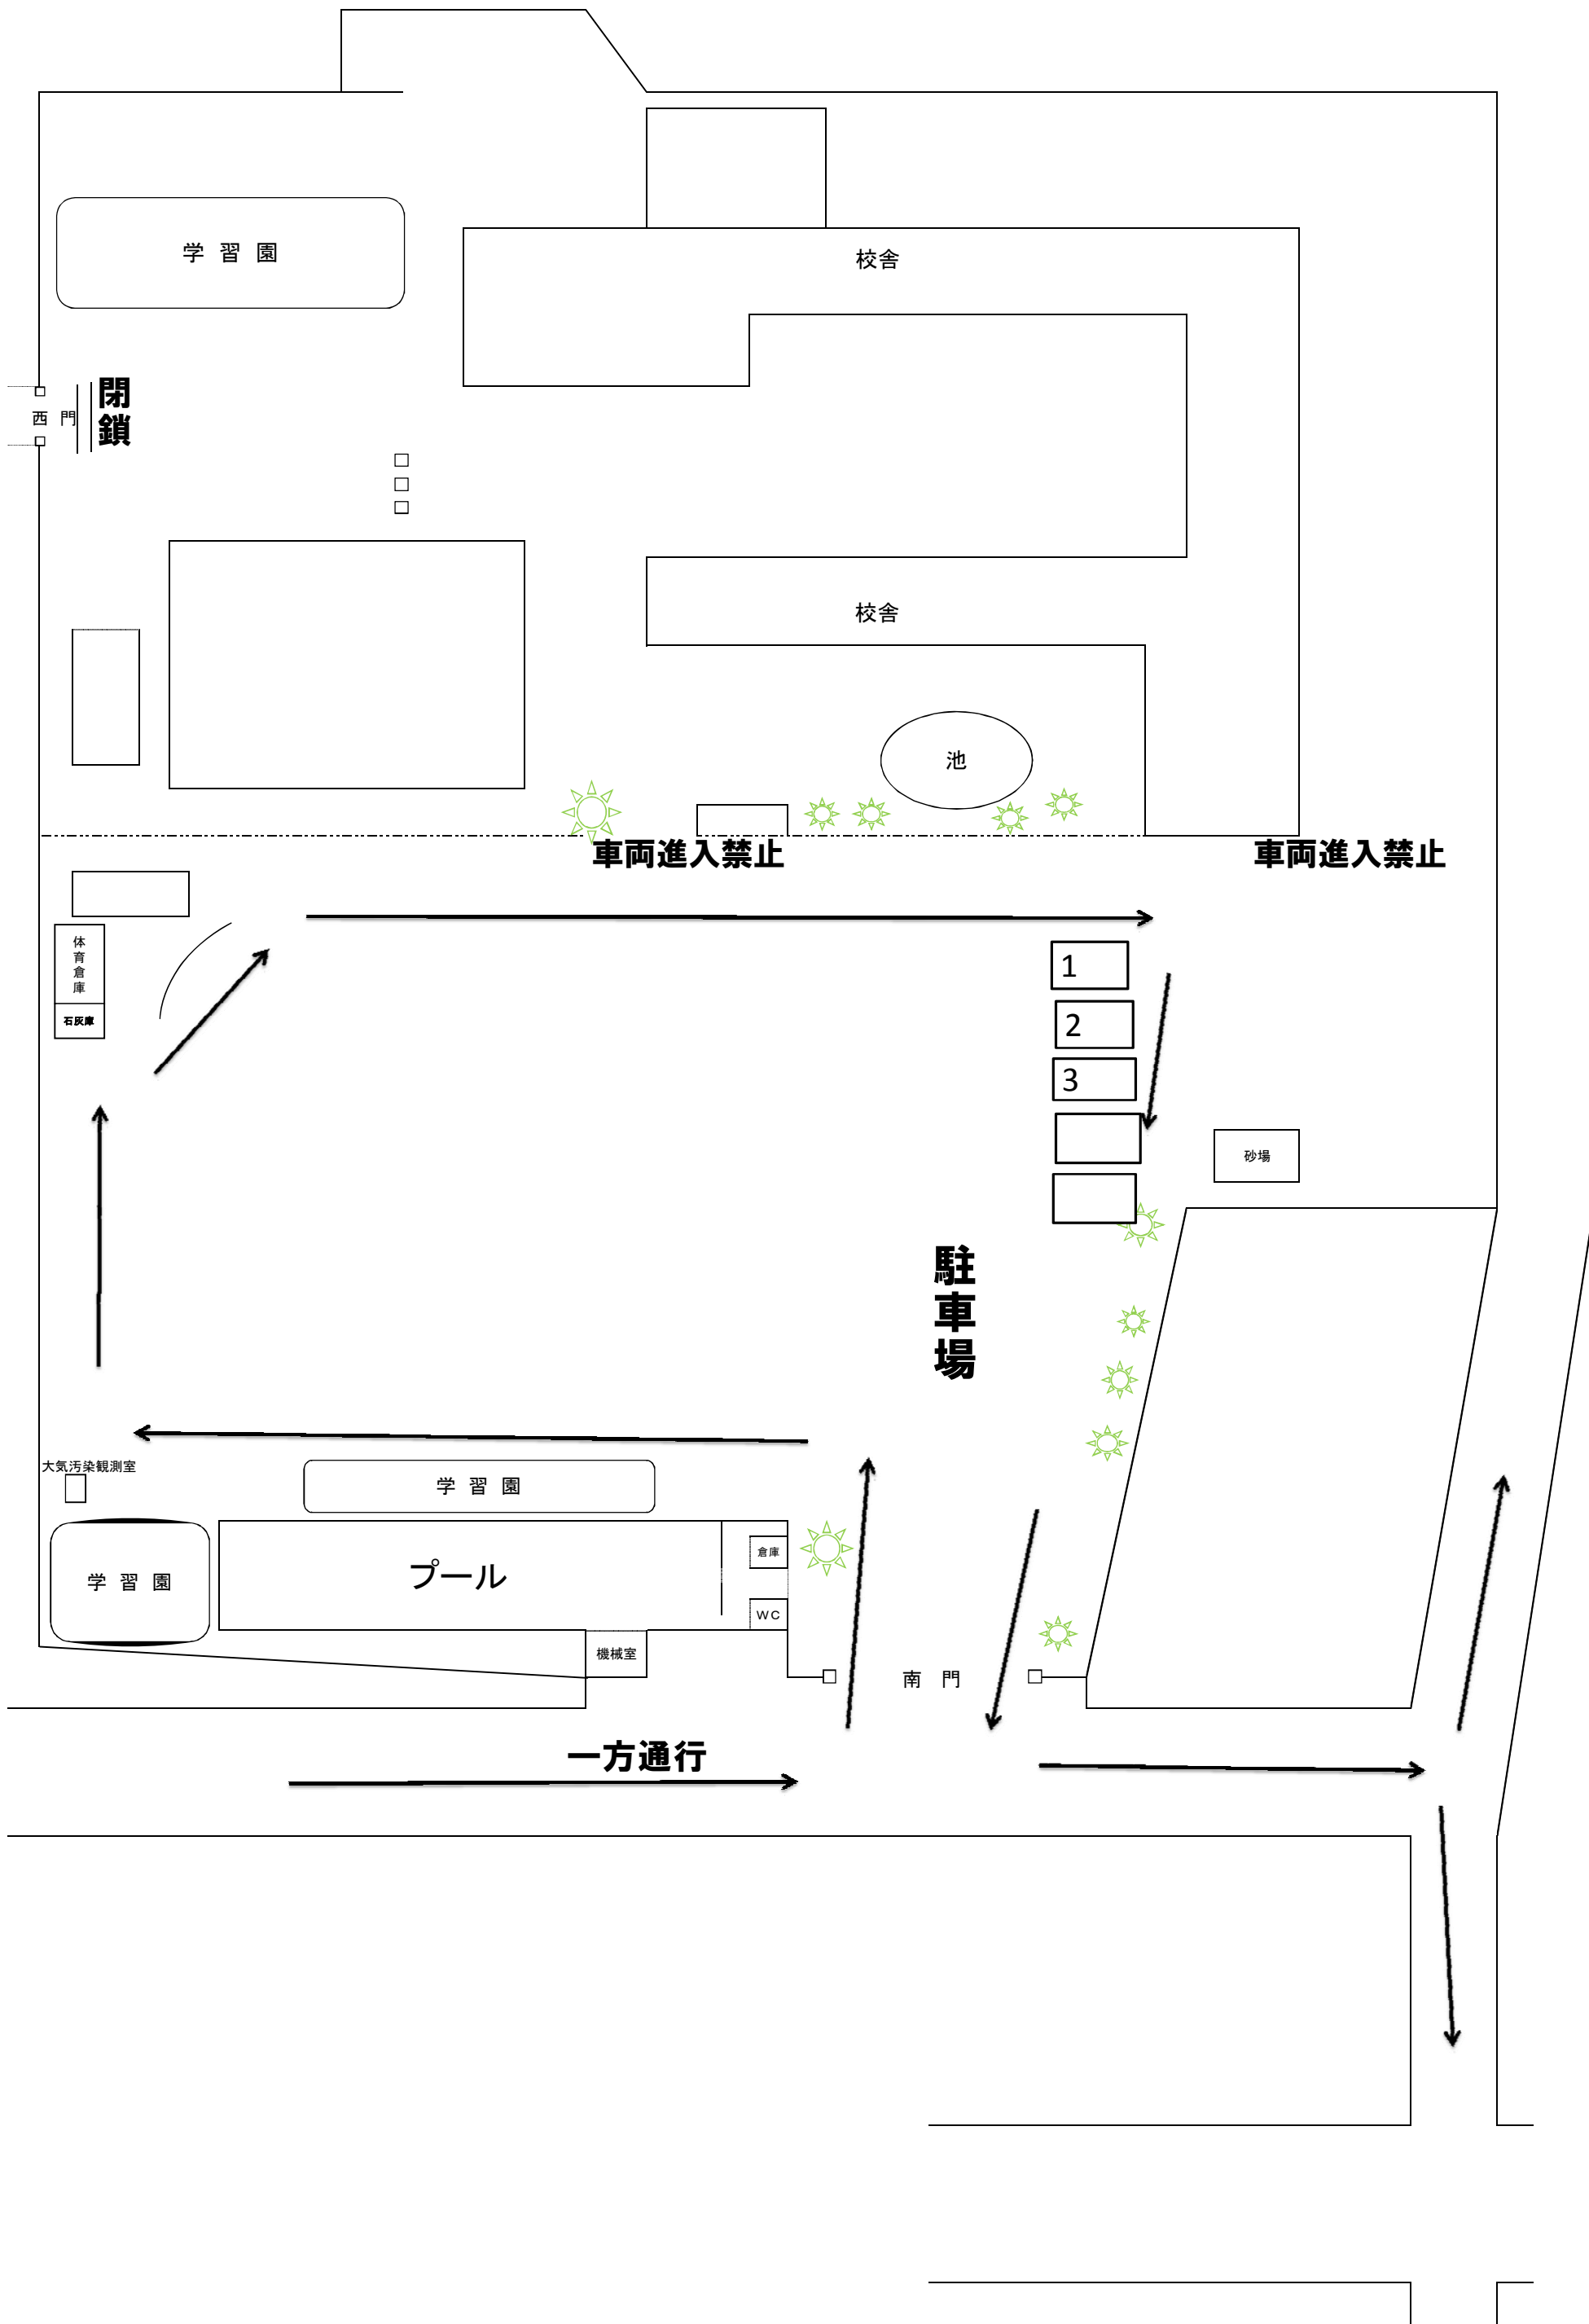 学 習 園
校舎
西 門
閉鎖
校舎
池
車両進入禁止
車両進入禁止
体育倉庫
石灰庫
1
2
3
砂場
駐車場
大気汚染観測室
学 習 園
学 習 園
プール
倉庫
WC
機械室
南 門
一方通行